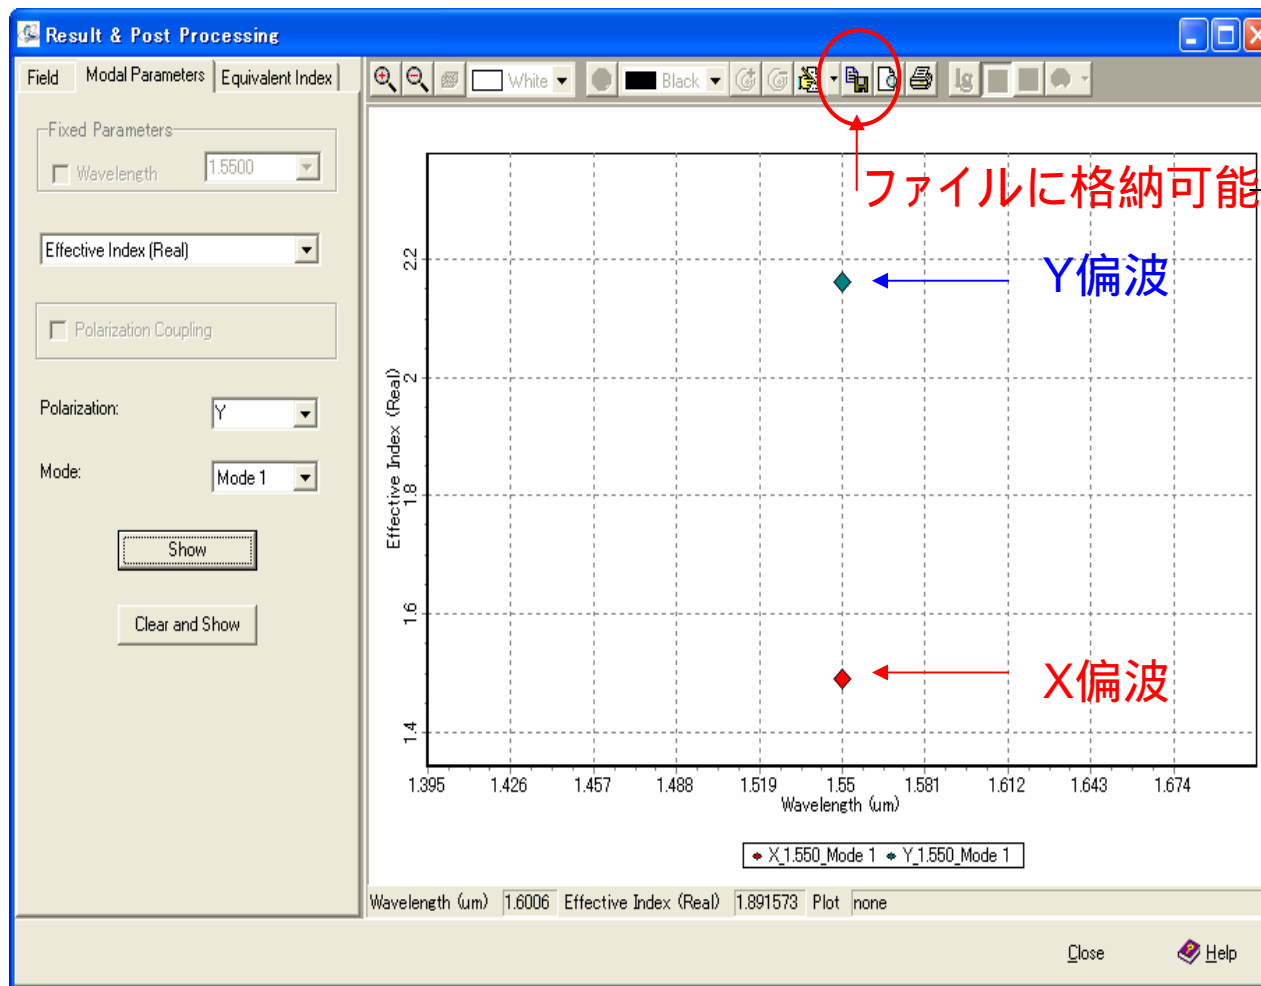 Result & Post Processing
Field Modal Parameters Equivalent Index
White Black lg
Fixed Parameters
Wavelength 1.5500
Effective Index (Real)
Polarization Coupling
Polarization: Y
Mode: Mode 1
Show
Clear and Show
ファイルに格納可能
Y偏波
X偏波
Effective Index (Real)
2.2
2
1.8
1.6
1.4
1.395 1.426 1.457 1.488 1.519 1.55 1.581 1.612 1.643 1.674
Wavelength (um)
X_1.550_Mode 1 Y_1.550_Mode 1
Wavelength (um) 1.6006 Effective Index (Real) 1.891573 Plot none
Close Help